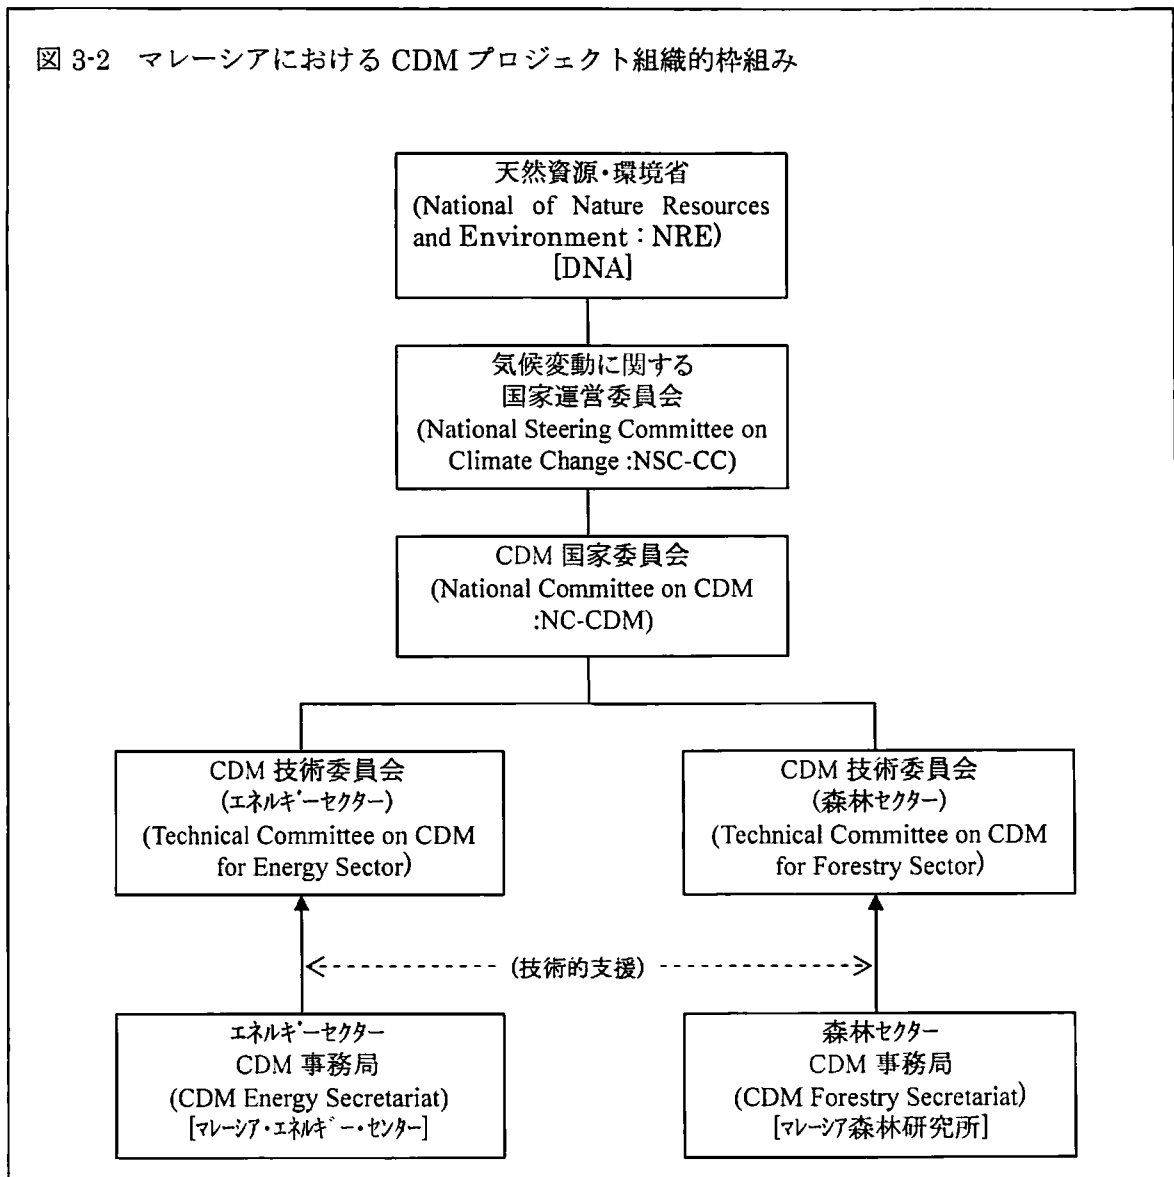 図 3-2　マレーシアにおける CDM プロジェクト組織的枠組み
天然資源・環境省
(National of Nature Resources
and Environment：NRE)
[DNA]
気候変動に関する
国家運営委員会
(National Steering Committee on
Climate Change :NSC-CC)
CDM 国家委員会
(National Committee on CDM
:NC-CDM)
CDM 技術委員会
(ｴﾈﾙｷﾞｰｾｸﾀｰ)
(Technical Committee on CDM
for Energy Sector)
CDM 技術委員会
(森林ｾｸﾀｰ)
(Technical Committee on CDM
for Forestry Sector)
(技術的支援)
ｴﾈﾙｷﾞｰｾｸﾀｰ
CDM 事務局
(CDM Energy Secretariat)
[ﾏﾚｰｼｱ・ｴﾈﾙｷﾞｰ・ｾﾝﾀｰ]
森林ｾｸﾀｰ
CDM 事務局
(CDM Forestry Secretariat)
[ﾏﾚｰｼｱ森林研究所]